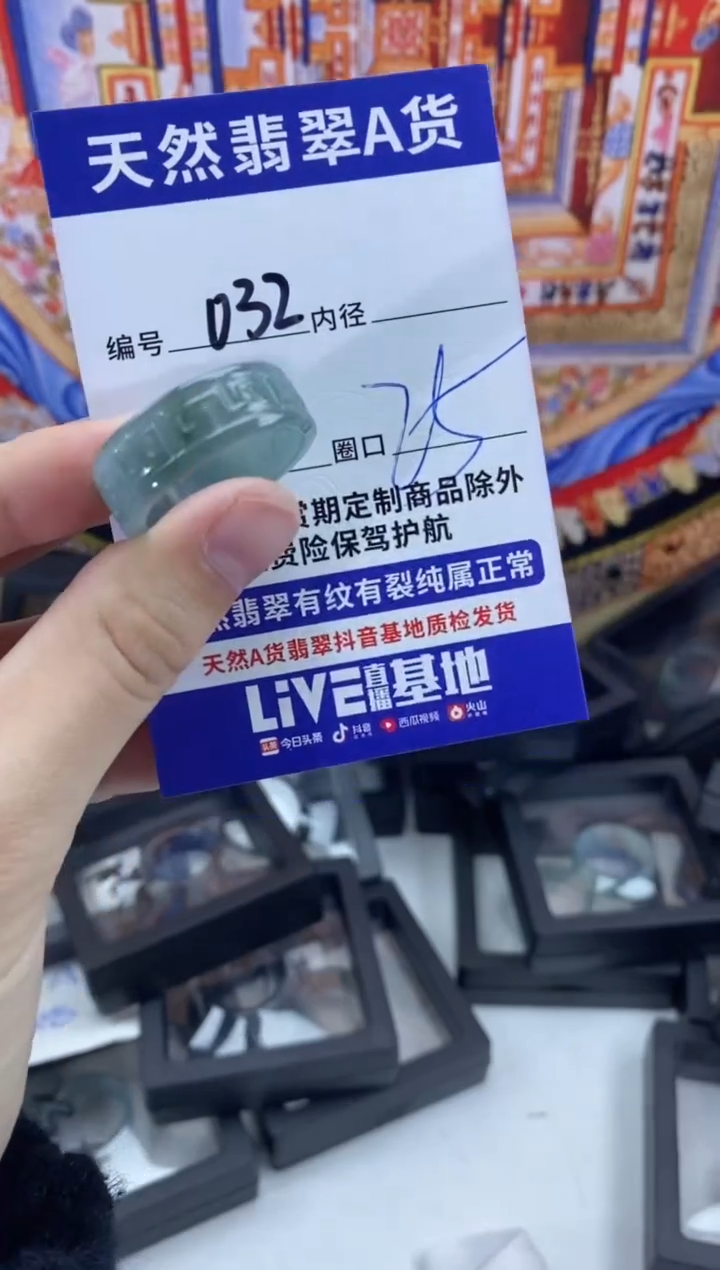 天然翡翠A货
编号 032 内径
圈口
期定制商品除外
险保驾护航
翡翠有纹有裂纯属正常
天然A货翡翠抖音基地质检发货
LiVE直播基地
头条 今日头条 抖音 西瓜视频 火山